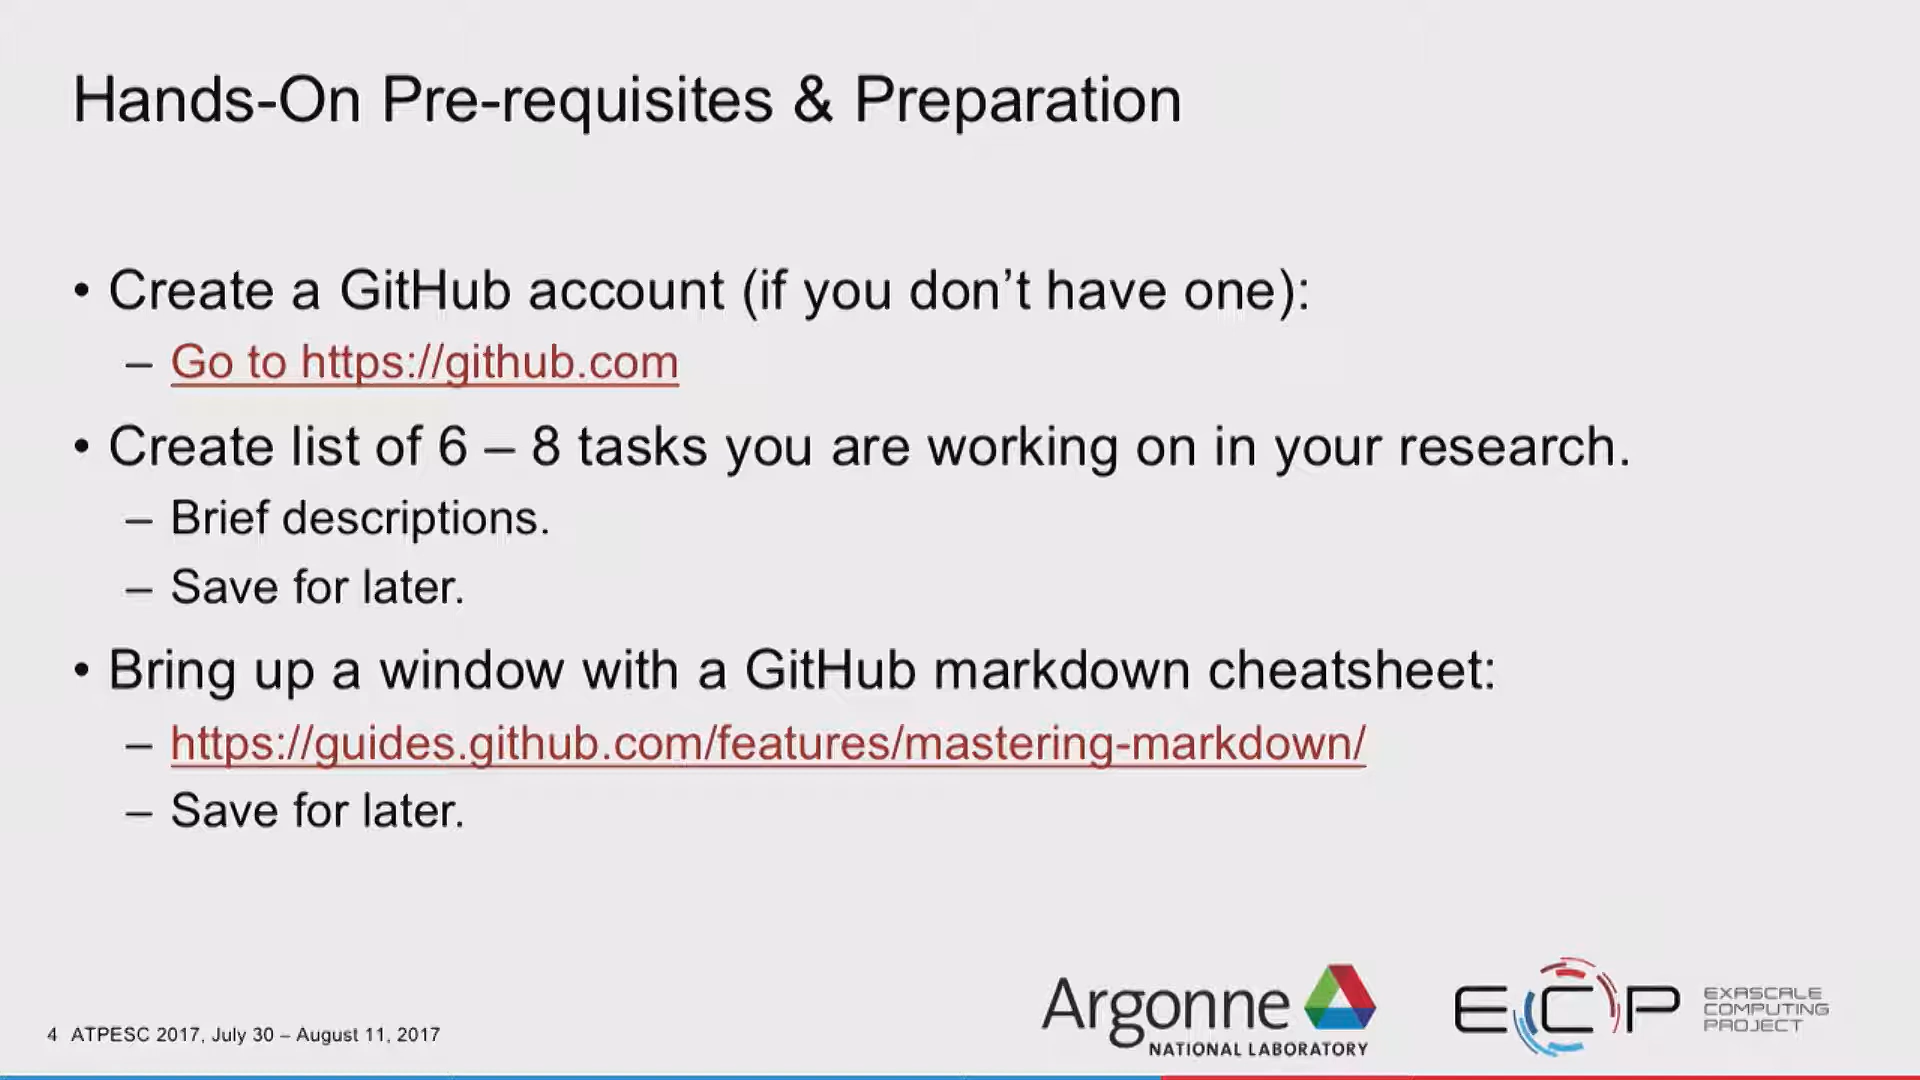 Hands-On Pre-requisites & Preparation
• Create a GitHub account (if you don’t have one):
– Go to https://github.com
• Create list of 6 – 8 tasks you are working on in your research.
– Brief descriptions.
– Save for later.
• Bring up a window with a GitHub markdown cheatsheet:
– https://guides.github.com/features/mastering-markdown/
– Save for later.
4 ATPESC 2017, July 30 – August 11, 2017
Argonne
NATIONAL LABORATORY
ECP
EXASCALE
COMPUTING
PROJECT